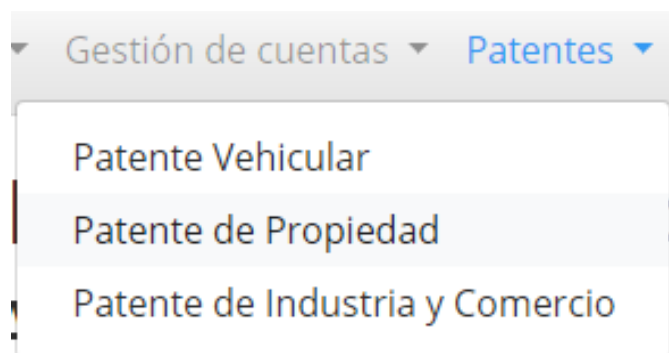 Gestión de cuentas Patentes
Patente Vehicular
Patente de Propiedad
Patente de Industria y Comercio